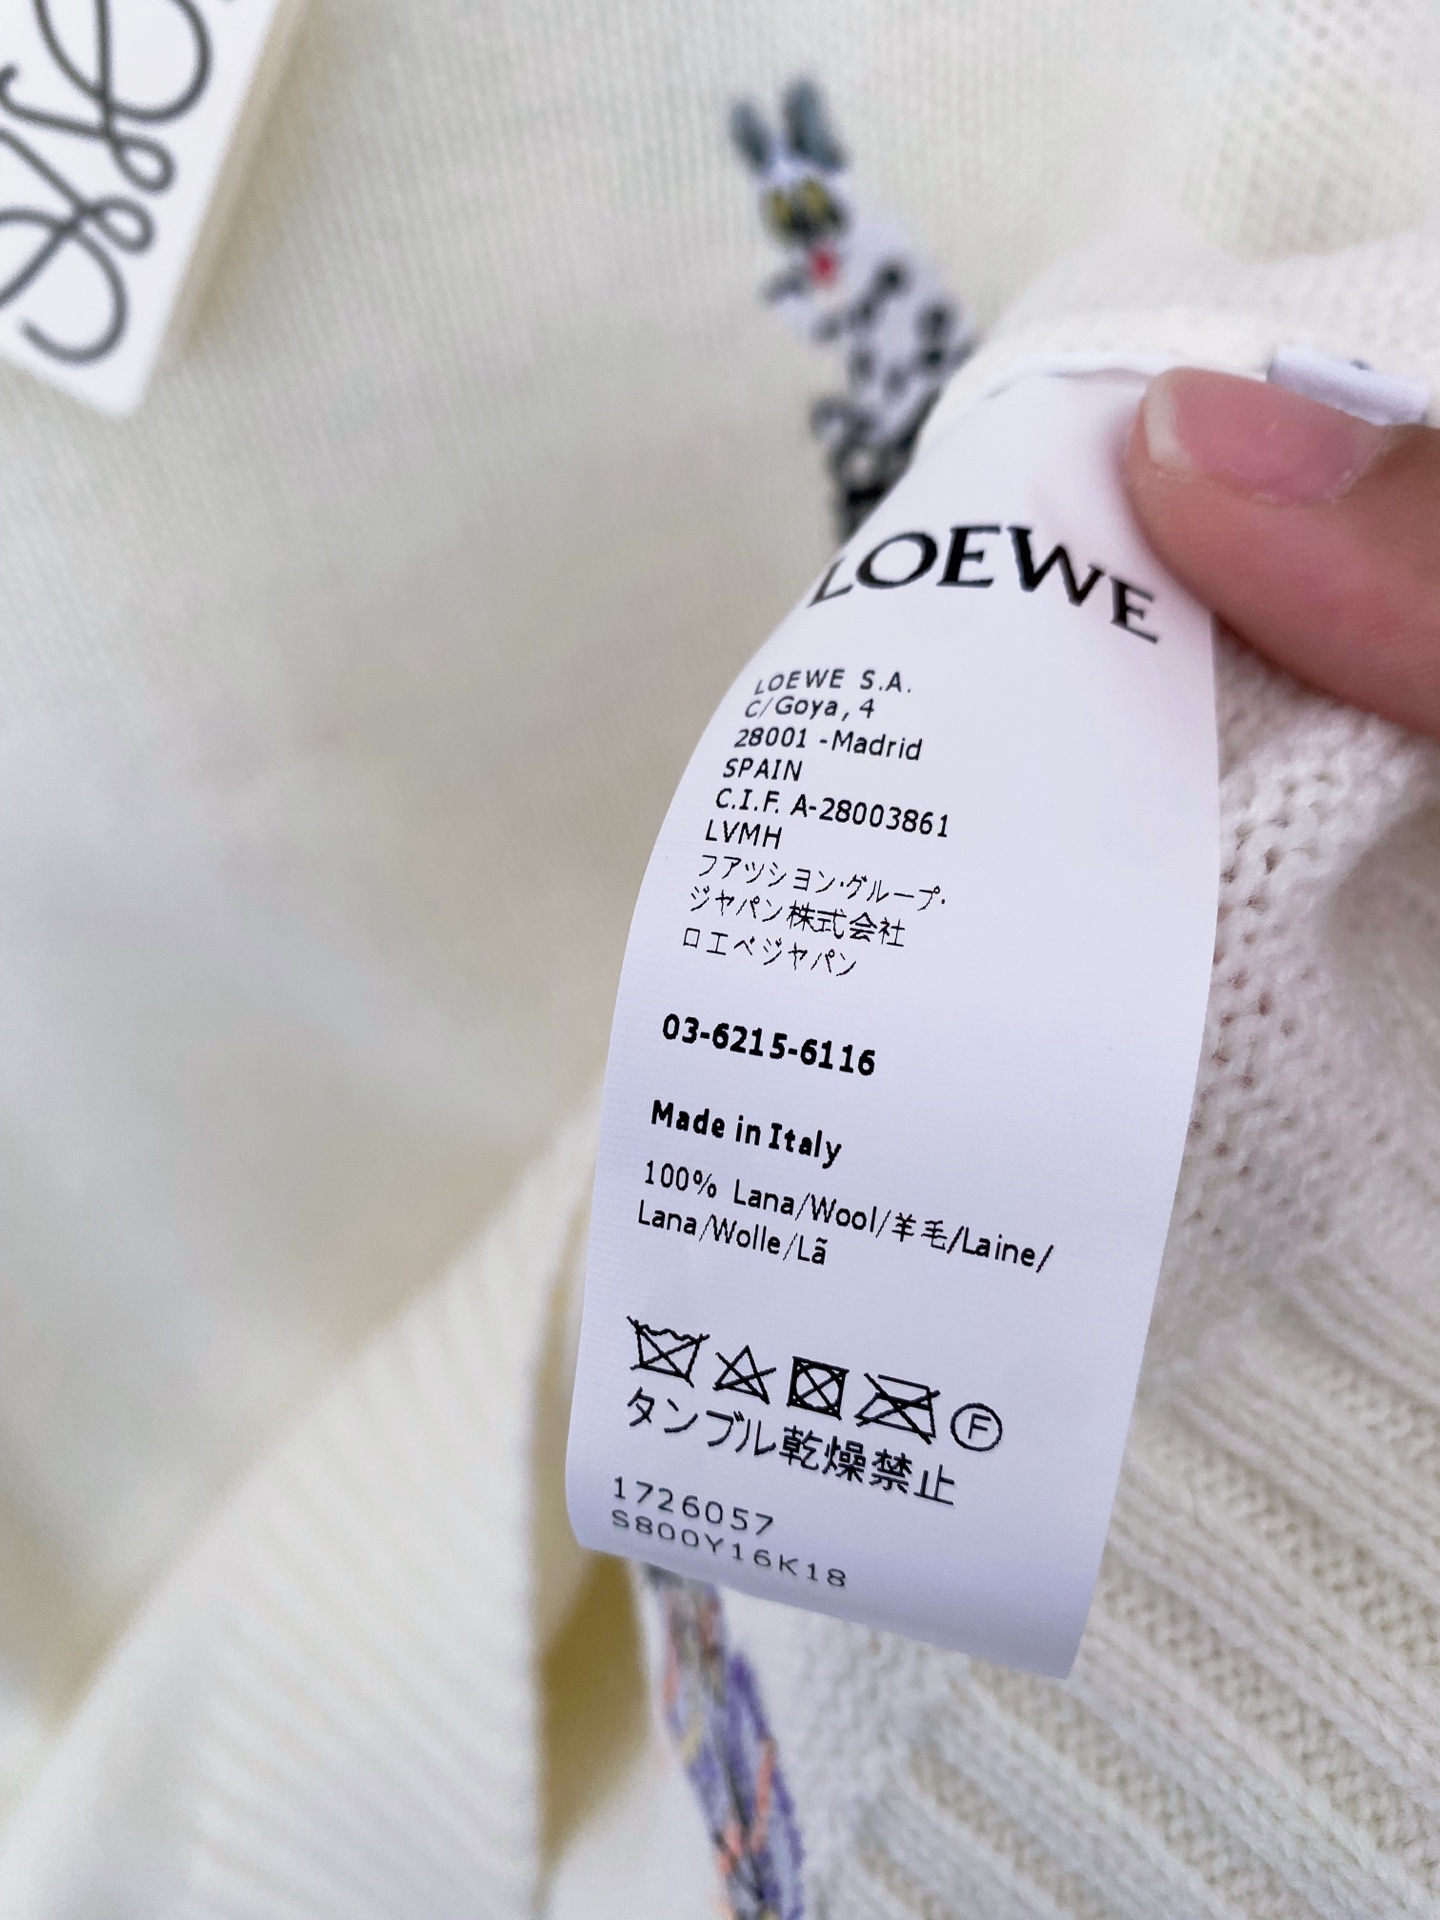 LOEWE
LOEWE S.A.
C/Goya, 4
28001 -Madrid
SPAIN
C.I.F. A-28003861
LVMH
フアツシヨン･グループ･
ジャパン株式会社
ロエベジャパン
03-6215-6116
Made in Italy
100% Lana/Wool/羊毛/Laine/
Lana/Wolle/Lã
F
タンブル乾燥禁止
1726057
S800Y16K18